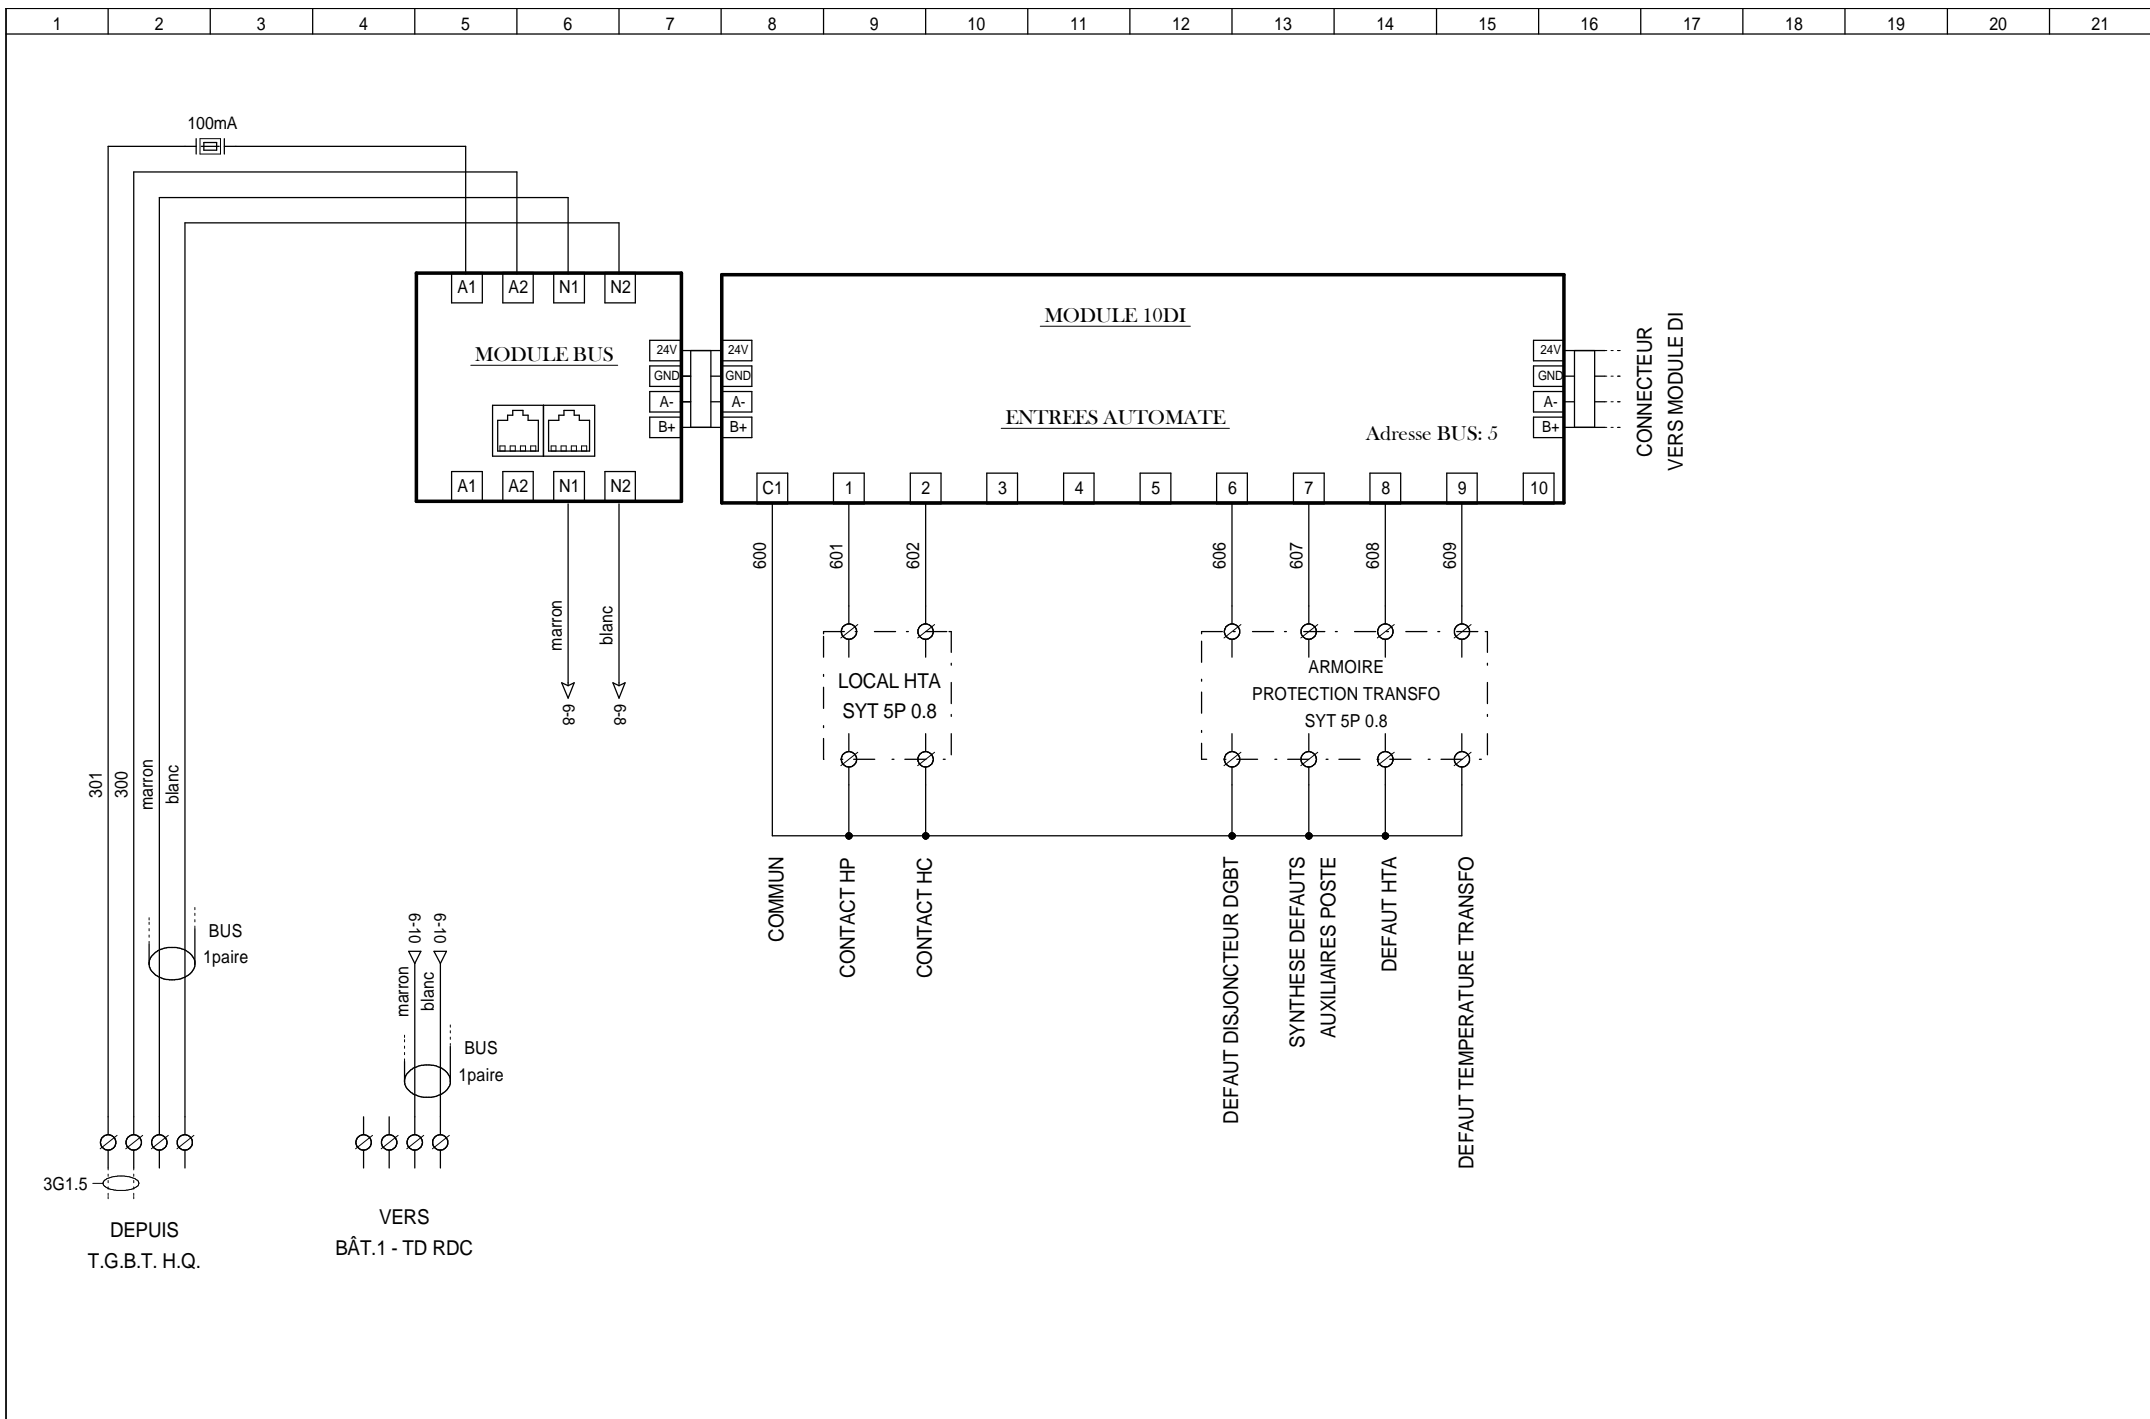 1 2 3 4 5 6 7 8 9 10 11 12 13 14 15 16 17 18 19 20 21
100mA
A1 A2 N1 N2
MODULE BUS
24V
GND
A-
B+
A1 A2 N1 N2
24V
GND
A-
B+
MODULE 10DI
ENTREES AUTOMATE
Adresse BUS: 5
24V
GND
A-
B+
CONNECTEUR
VERS MODULE DI
C1 1 2 3 4 5 6 7 8 9 10
600
601
602
606
607
608
609
marron
blanc
6-8
6-8
LOCAL HTA
SYT 5P 0.8
ARMOIRE
PROTECTION TRANSFO
SYT 5P 0.8
301
300
marron
blanc
COMMUN
CONTACT HP
CONTACT HC
DEFAUT DISJONCTEUR DGBT
SYNTHESE DEFAUTS
AUXILIAIRES POSTE
DEFAUT HTA
DEFAUT TEMPERATURE TRANSFO
BUS
1paire
9-10
9-10
marron
blanc
BUS
1paire
3G1.5
DEPUIS
T.G.B.T. H.Q.
VERS
BÂT.1 - TD RDC